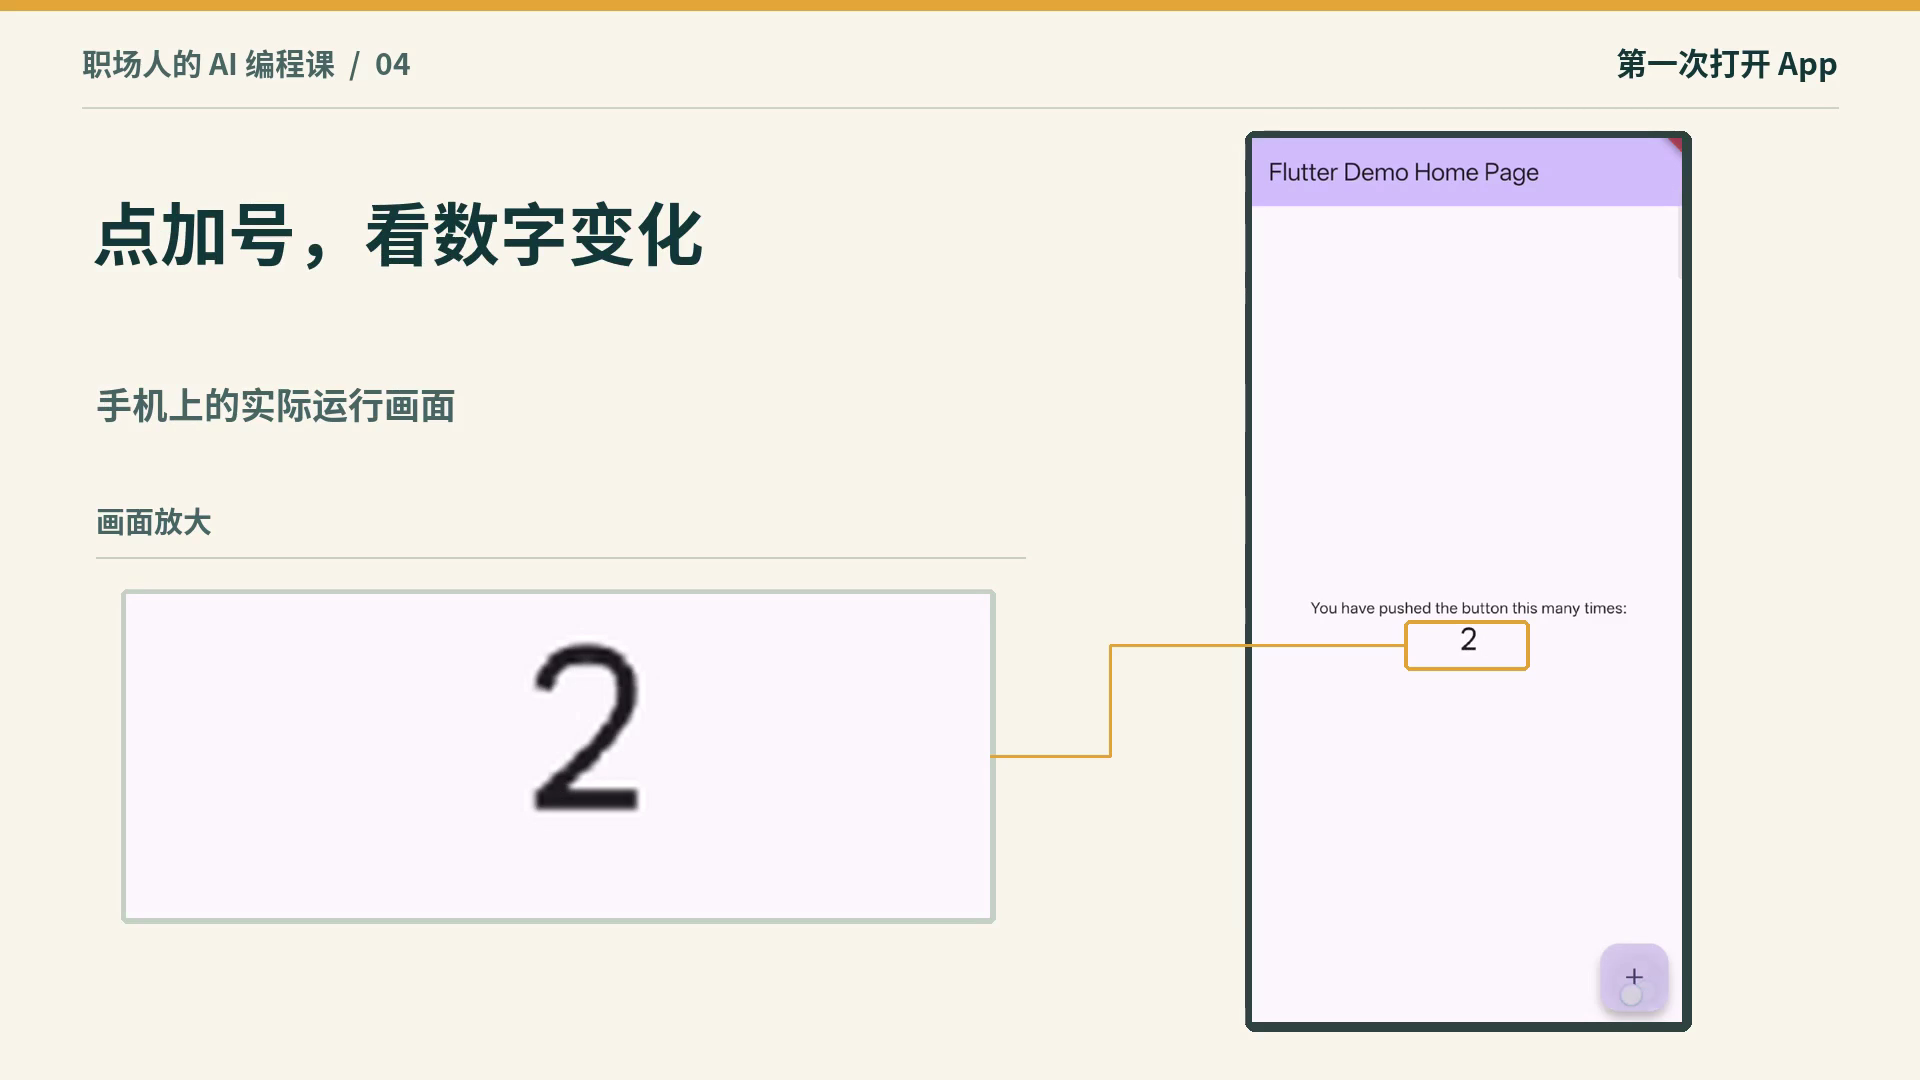 职场人的 AI 编程课 / 04
第一次打开 App
点加号，看数字变化
手机上的实际运行画面
画面放大
2
Flutter Demo Home Page
You have pushed the button this many times:
2
+